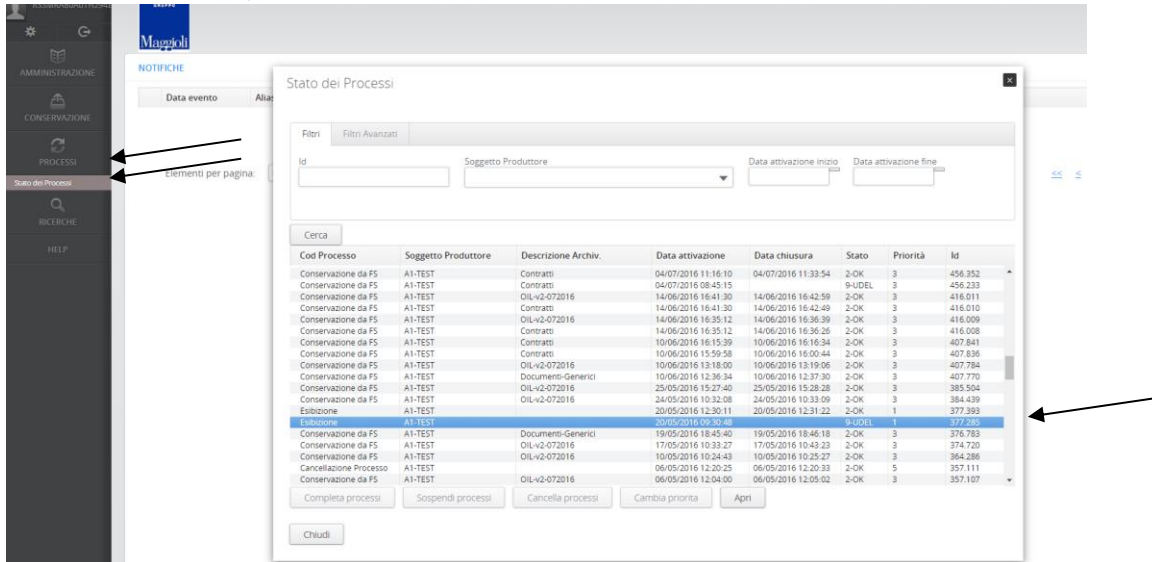 GRUPPO
Maggioli
AMMINISTRAZIONE
CONSERVAZIONE
PROCESSI
Stato dei Processi
RICERCHE
HELP
NOTIFICHE
Data evento Alias
Elementi per pagina:
<< <
Stato dei Processi
Filtri Filtri Avanzati
Id Soggetto Produttore Data attivazione inizio Data attivazione fine
Cerca
Cod Processo Soggetto Produttore Descrizione Archiv. Data attivazione Data chiusura Stato Priorità Id
Conservazione da FS A1-TEST Contratti 04/07/2016 11:16:10 04/07/2016 11:33:54 2-OK 3 456.352
Conservazione da FS A1-TEST Contratti 04/07/2016 08:45:15 9-UDEL 3 456.233
Conservazione da FS A1-TEST OIL-v2-072016 14/06/2016 16:41:30 14/06/2016 16:42:59 2-OK 3 416.011
Conservazione da FS A1-TEST Contratti 14/06/2016 16:41:30 14/06/2016 16:42:49 2-OK 3 416.010
Conservazione da FS A1-TEST OIL-v2-072016 14/06/2016 16:35:12 14/06/2016 16:36:39 2-OK 3 416.009
Conservazione da FS A1-TEST Contratti 14/06/2016 16:35:12 14/06/2016 16:36:26 2-OK 3 416.008
Conservazione da FS A1-TEST Contratti 10/06/2016 16:15:39 10/06/2016 16:16:34 2-OK 3 407.841
Conservazione da FS A1-TEST Contratti 10/06/2016 15:59:58 10/06/2016 16:00:44 2-OK 3 407.836
Conservazione da FS A1-TEST OIL-v2-072016 10/06/2016 13:18:00 10/06/2016 13:19:06 2-OK 3 407.784
Conservazione da FS A1-TEST Documenti-Generici 10/06/2016 12:36:34 10/06/2016 12:37:30 2-OK 3 407.770
Conservazione da FS A1-TEST OIL-v2-072016 25/05/2016 15:27:40 25/05/2016 15:28:28 2-OK 3 385.504
Conservazione da FS A1-TEST OIL-v2-072016 24/05/2016 10:32:08 24/05/2016 10:33:09 2-OK 3 384.439
Esibizione A1-TEST 20/05/2016 12:30:11 20/05/2016 12:31:22 2-OK 1 377.393
Esibizione A1-TEST 20/05/2016 09:30:48 9-UDEL 1 377.285
Conservazione da FS A1-TEST Documenti-Generici 19/05/2016 18:45:40 19/05/2016 18:46:18 2-OK 3 376.783
Conservazione da FS A1-TEST OIL-v2-072016 17/05/2016 10:33:27 17/05/2016 10:43:23 2-OK 3 374.720
Conservazione da FS A1-TEST OIL-v2-072016 10/05/2016 10:24:43 10/05/2016 10:25:27 2-OK 3 364.286
Cancellazione Processo A1-TEST 06/05/2016 12:20:25 06/05/2016 12:20:33 2-OK 5 357.111
Conservazione da FS A1-TEST OIL-v2-072016 06/05/2016 12:04:00 06/05/2016 12:05:02 2-OK 3 357.107
Completa processi Sospendi processi Cancella processi Cambia priorita Apri
Chiudi